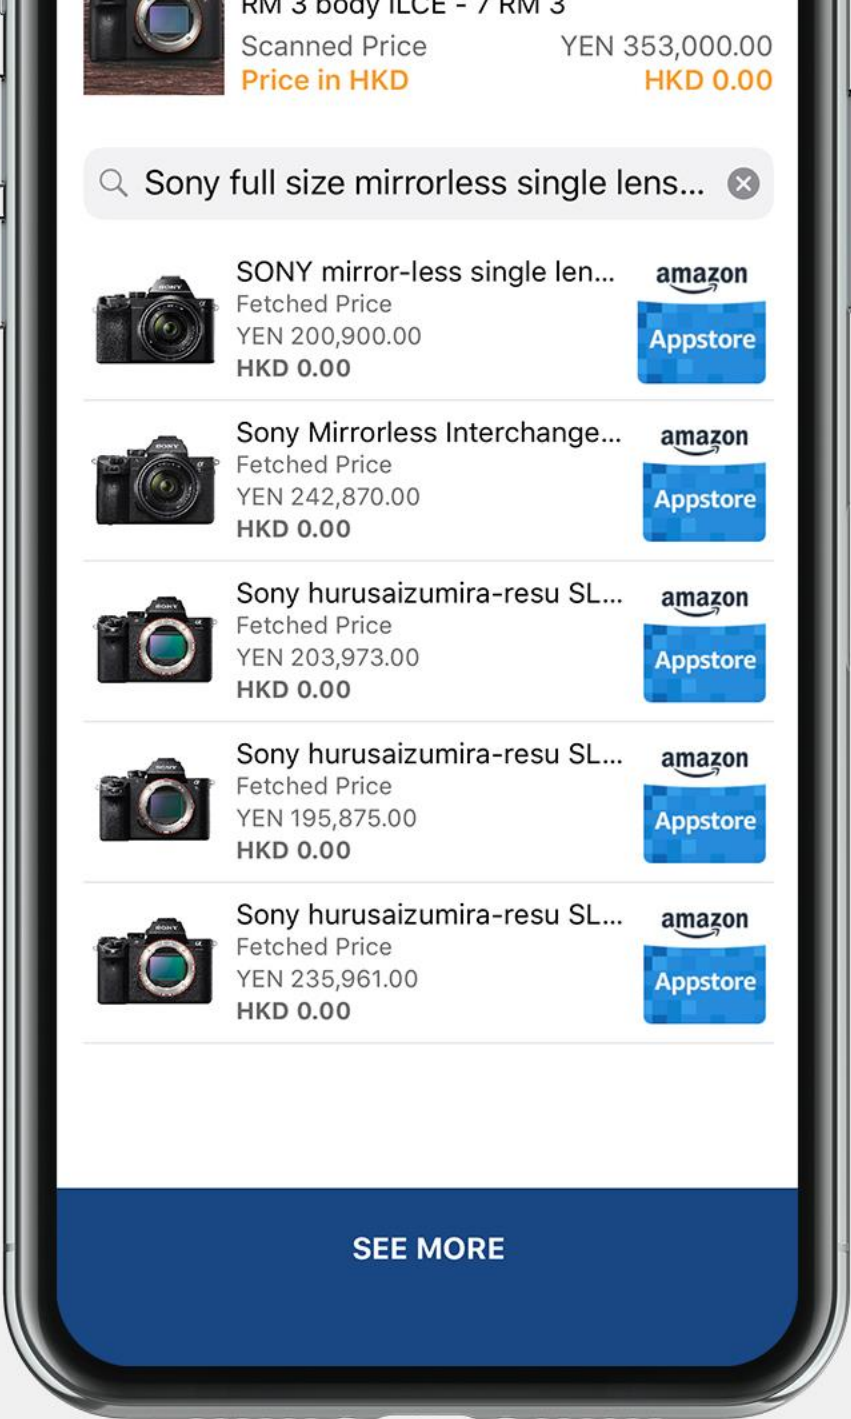 RM 3 body ILCE - 7 RM 3
Scanned Price YEN 353,000.00
Price in HKD HKD 0.00
Sony full size mirrorless single lens...
SONY mirror-less single len...
Fetched Price
YEN 200,900.00
HKD 0.00
amazon
Appstore
Sony Mirrorless Interchange...
Fetched Price
YEN 242,870.00
HKD 0.00
amazon
Appstore
Sony hurusaizumira-resu SL...
Fetched Price
YEN 203,973.00
HKD 0.00
amazon
Appstore
Sony hurusaizumira-resu SL...
Fetched Price
YEN 195,875.00
HKD 0.00
amazon
Appstore
Sony hurusaizumira-resu SL...
Fetched Price
YEN 235,961.00
HKD 0.00
amazon
Appstore
SEE MORE